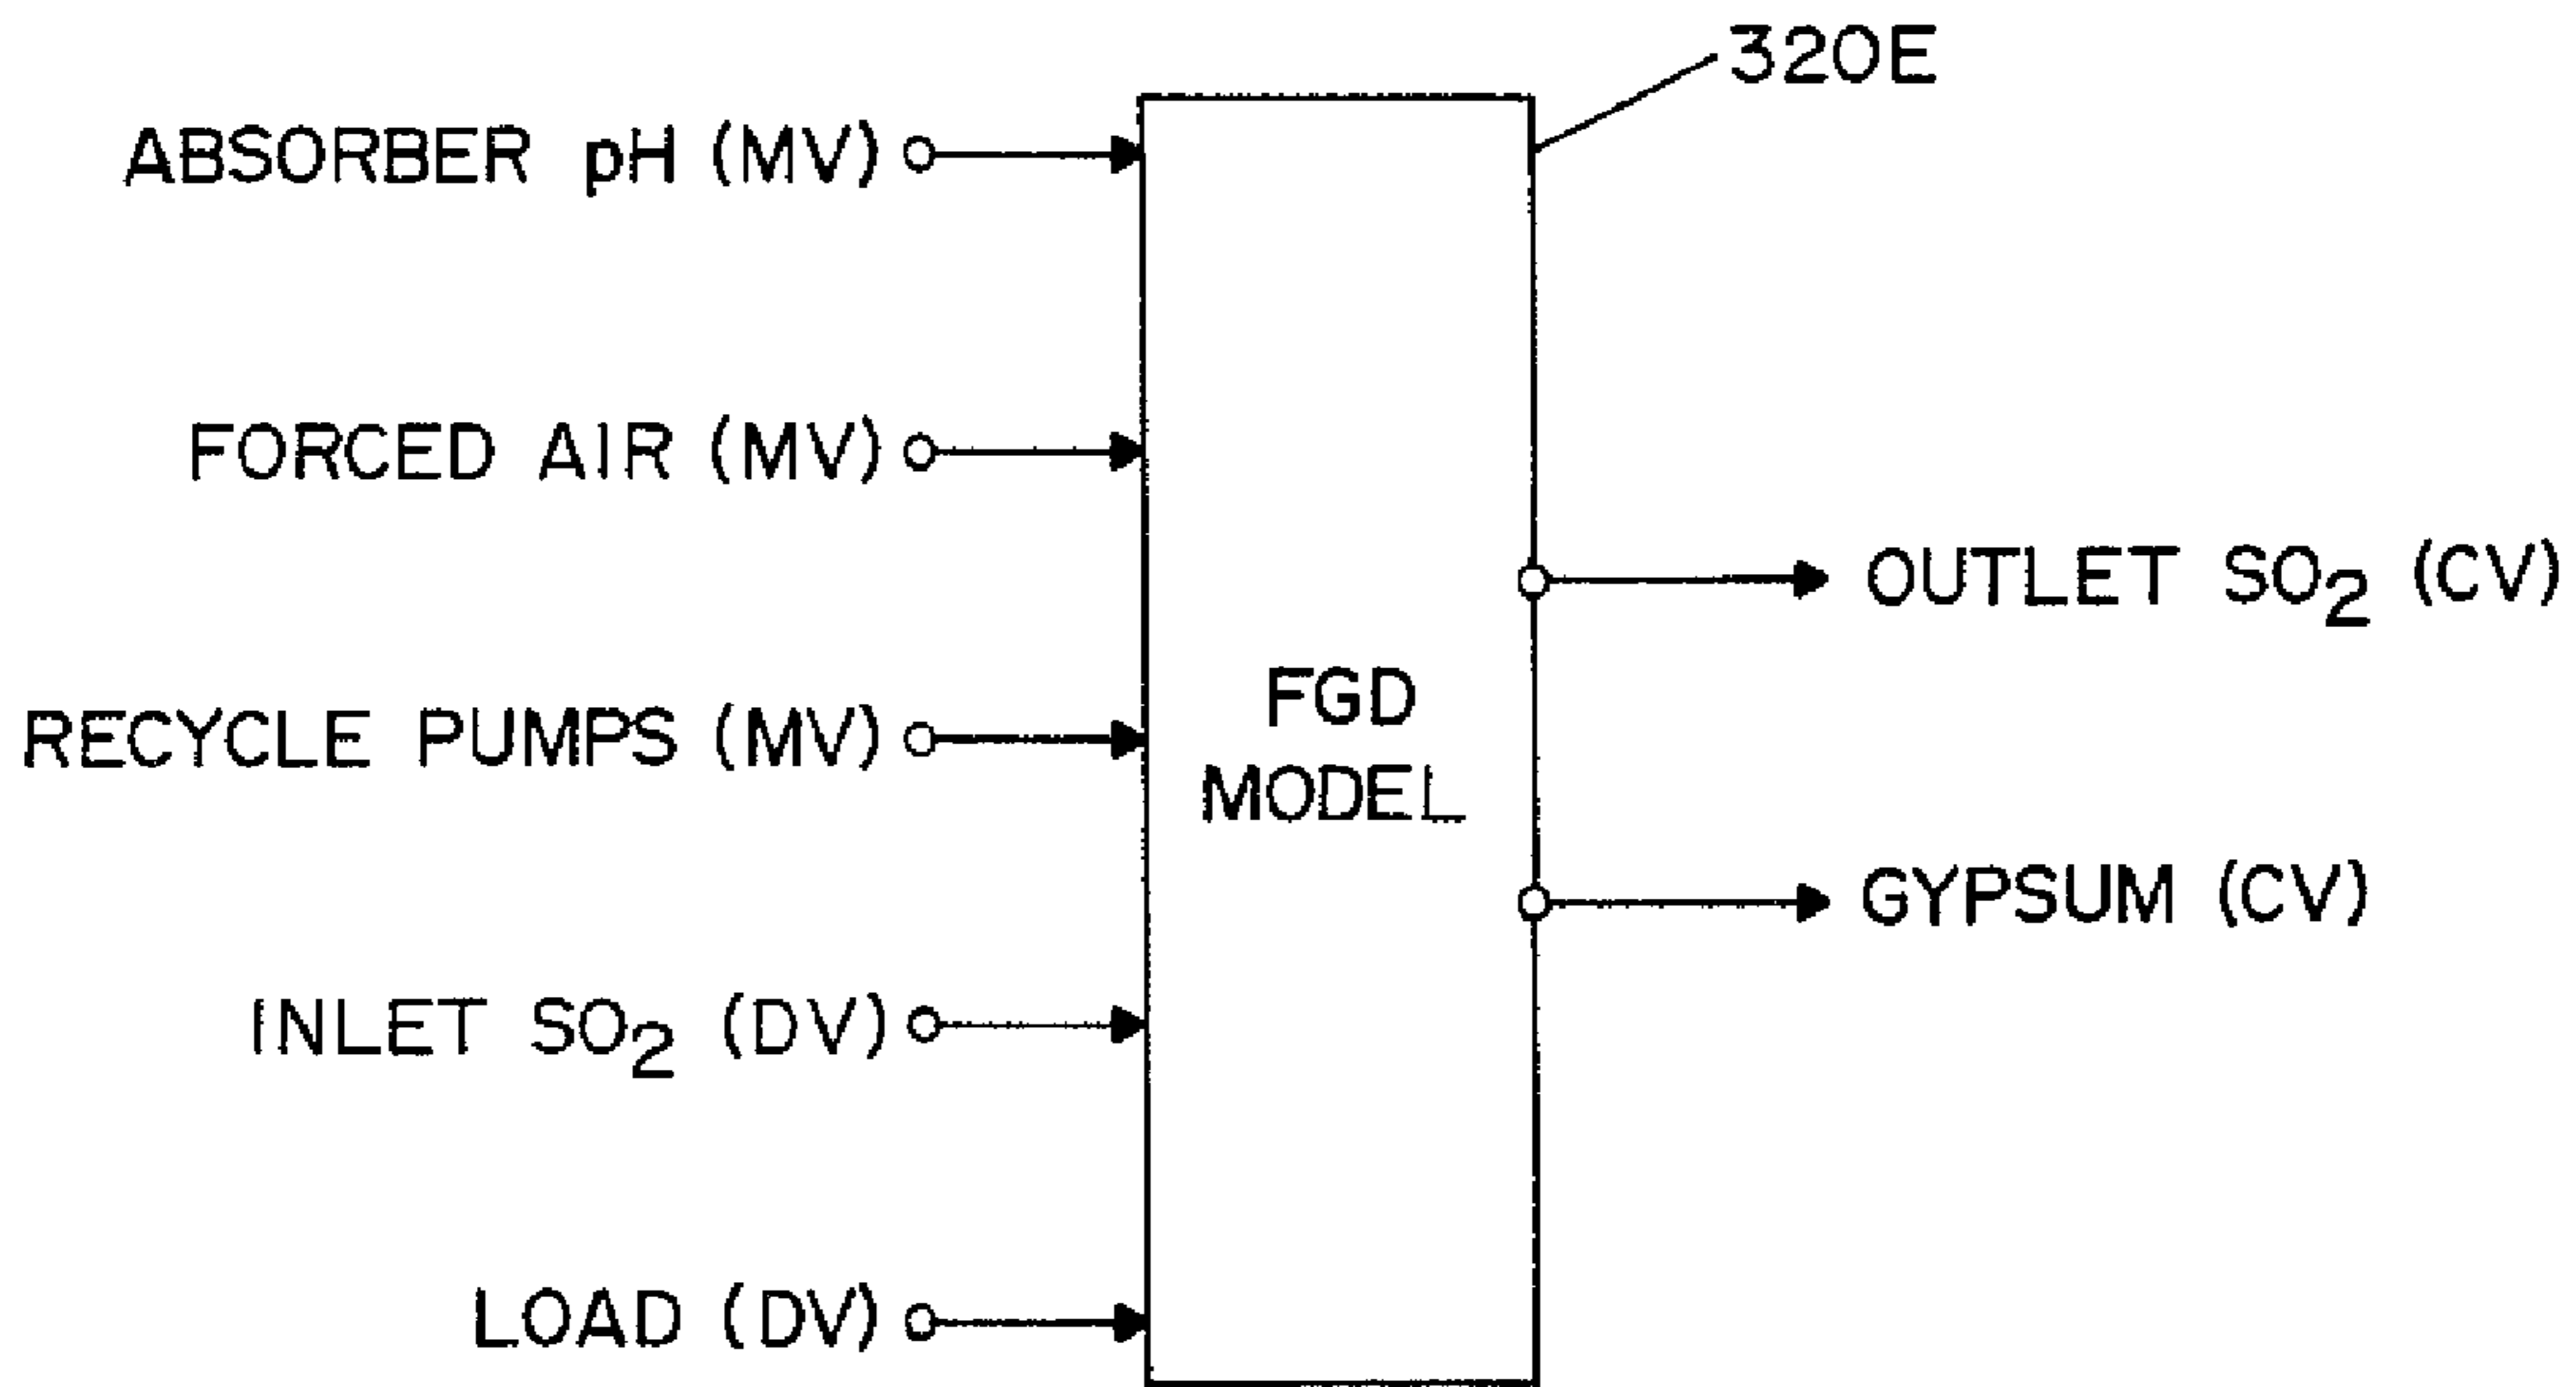 320E
ABSORBER pH (MV)
FORCED AIR (MV)
RECYCLE PUMPS (MV)
INLET SO₂ (DV)
LOAD (DV)
FGD
MODEL
OUTLET SO₂ (CV)
GYPSUM (CV)